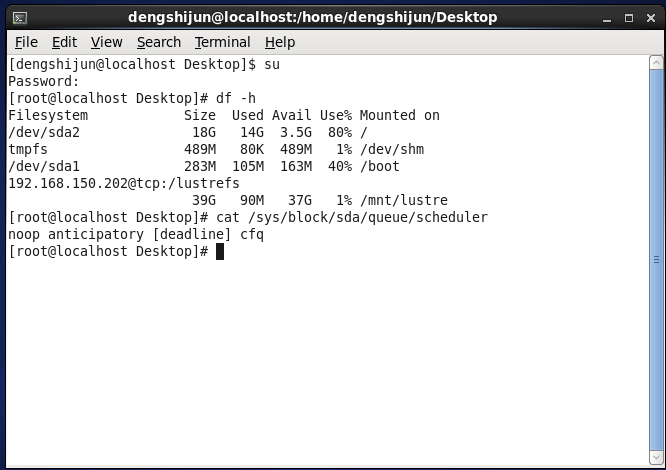 dengshijun@localhost:/home/dengshijun/Desktop
File Edit View Search Terminal Help
[dengshijun@localhost Desktop]$ su
Password:
[root@localhost Desktop]# df -h
Filesystem            Size  Used Avail Use% Mounted on
/dev/sda2              18G   14G  3.5G  80% /
tmpfs                 489M   80K  489M   1% /dev/shm
/dev/sda1             283M  105M  163M  40% /boot
192.168.150.202@tcp:/lustrefs
                       39G   90M   37G   1% /mnt/lustre
[root@localhost Desktop]# cat /sys/block/sda/queue/scheduler
noop anticipatory [deadline] cfq
[root@localhost Desktop]#